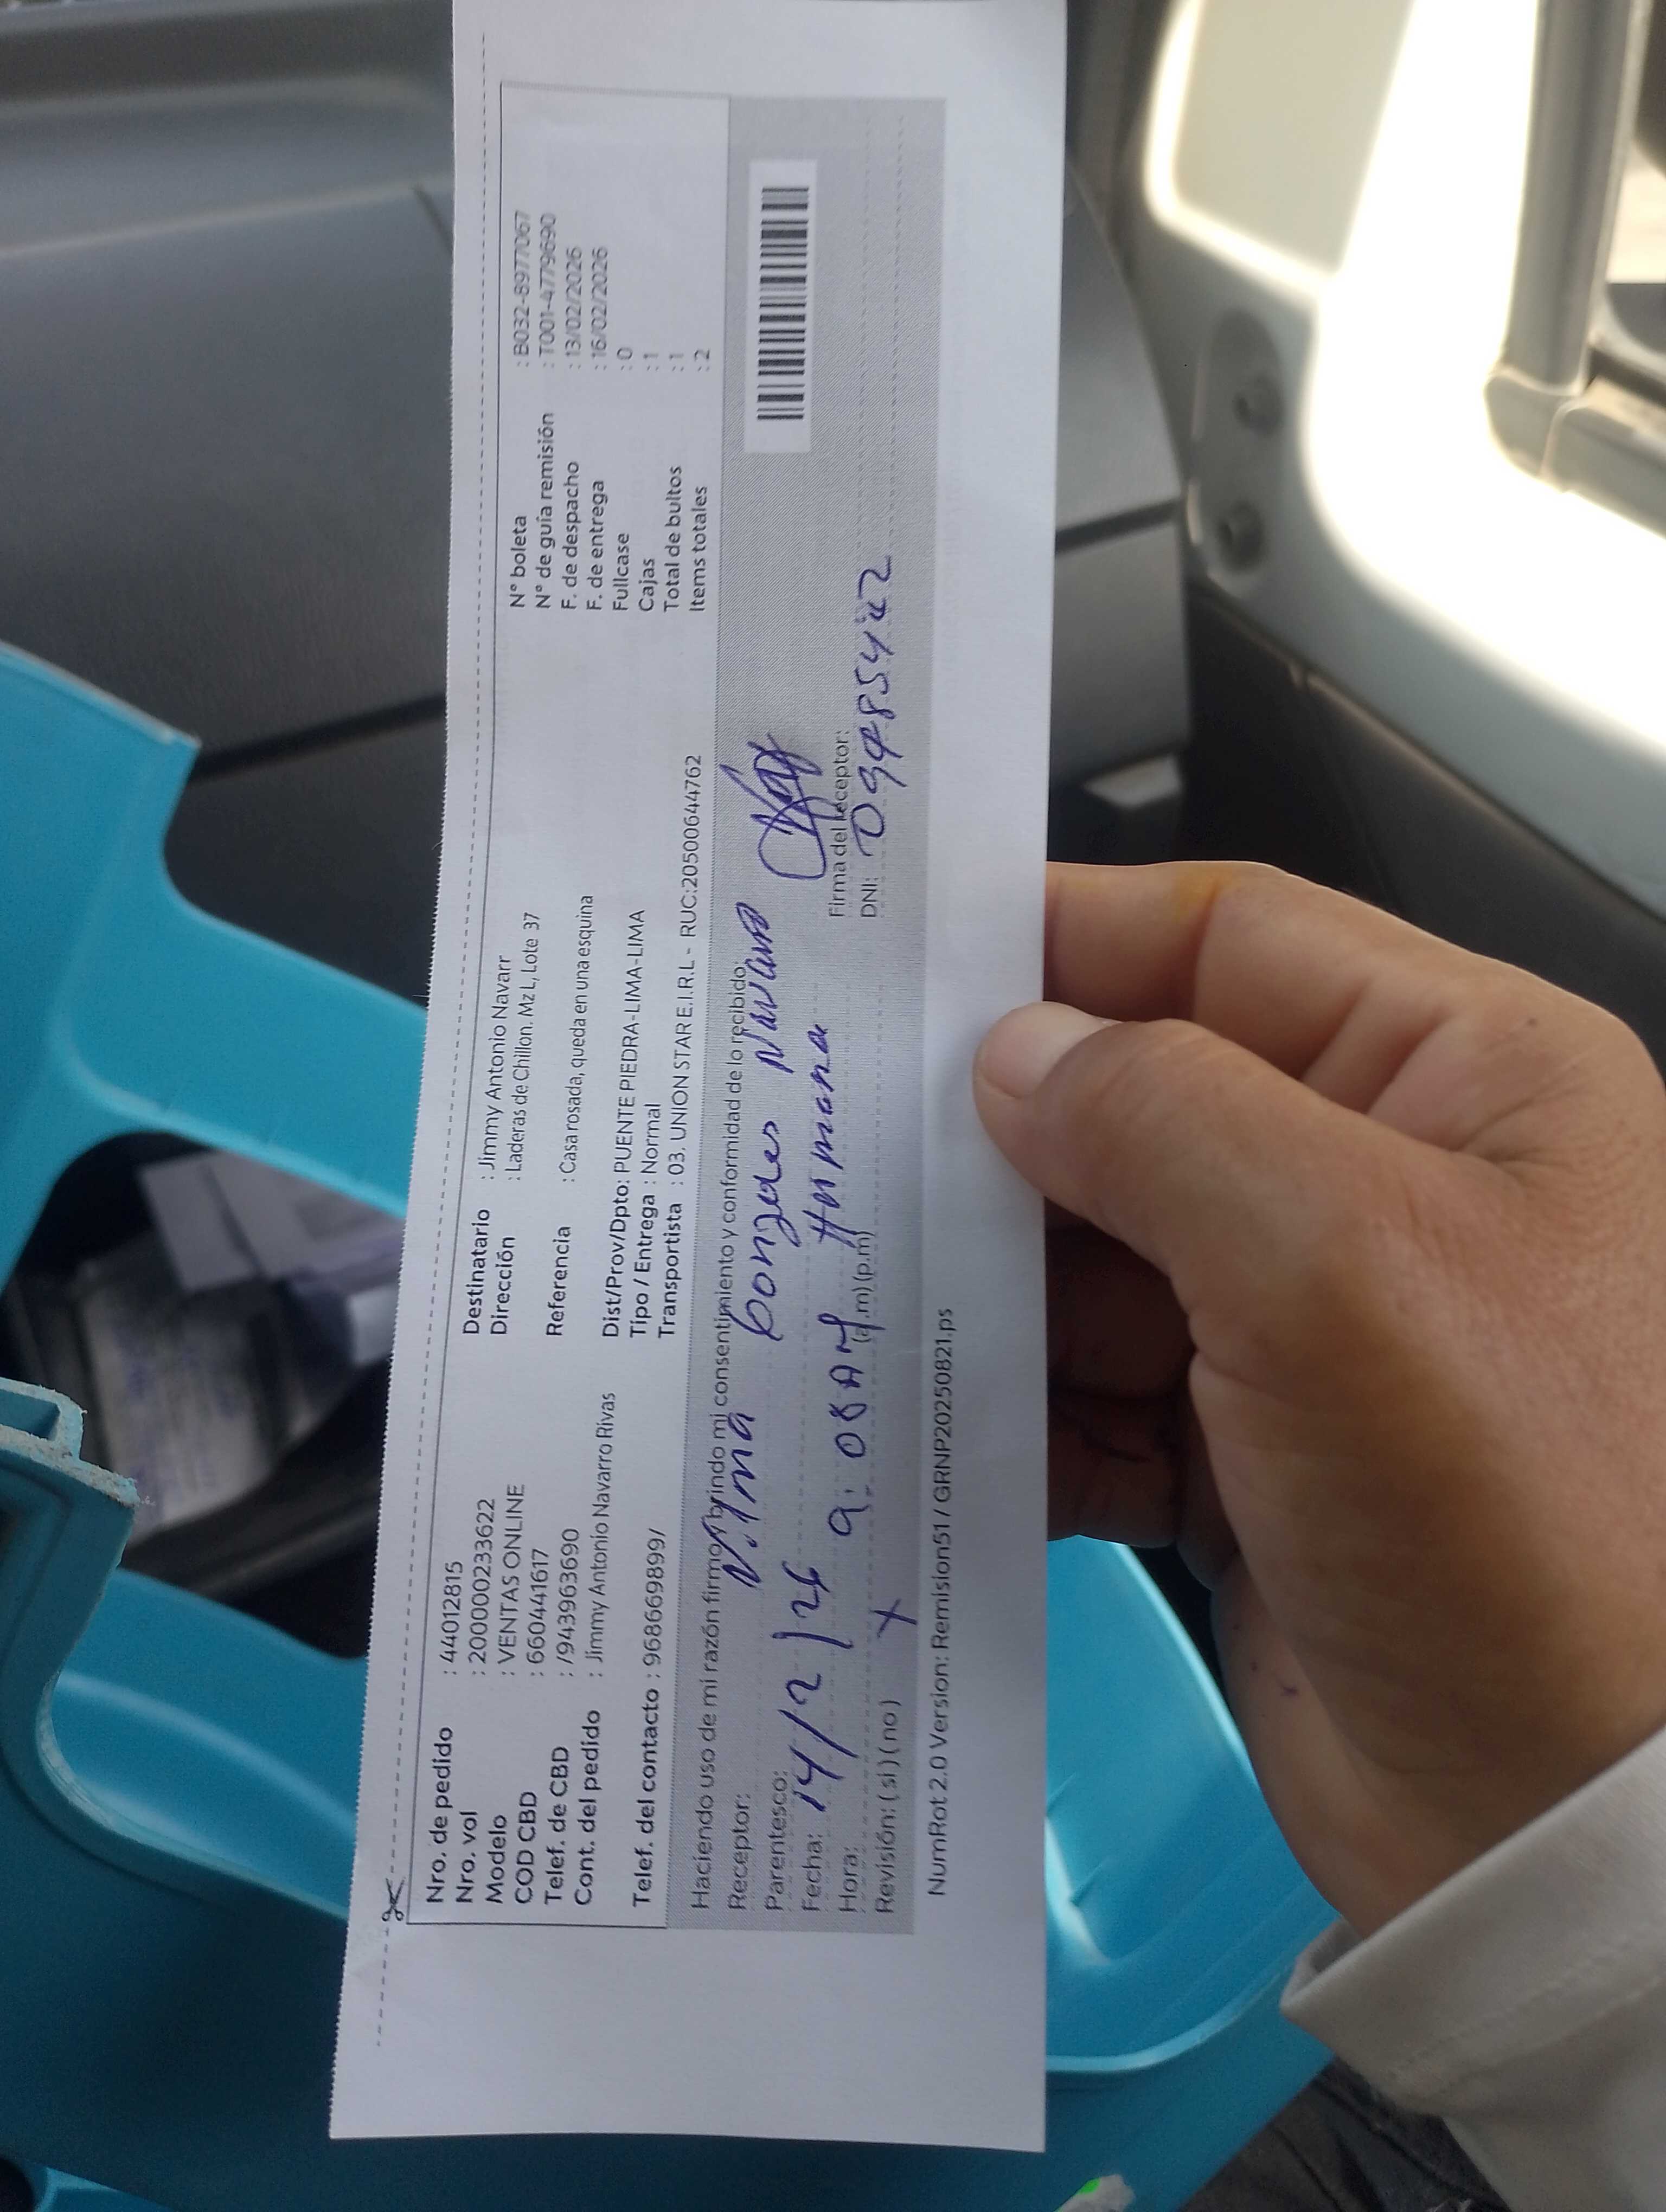 Nro. de pedido : 44012815
Nro. vol : 200000233622
Modelo : VENTAS ONLINE
COD CBD : 660441617
Telef. de CBD : /943963690
Cont. del pedido : Jimmy Antonio Navarro Rivas
Telef. del contacto : 968669899/
Destinatario : Jimmy Antonio Navarr
Dirección : Laderas de Chillon. Mz L, Lote 37
Referencia : Casa rosada, queda en una esquina
Dist/Prov/Dpto: PUENTE PIEDRA-LIMA-LIMA
Tipo / Entrega : Normal
Transportista : 03. UNION STAR E.I.R.L - RUC:20500644762
N° boleta : B032-8977067
N° de guía remisión : T001-4779690
F. de despacho : 13/02/2026
F. de entrega : 16/02/2026
Fullcase : 0
Cajas : 1
Total de bultos : 1
Items totales : 2
Haciendo uso de mi razón firmo, brindo mi consentimiento y conformidad de lo recibido:
Receptor: Vilma Gonzales Navarro
Parentesco: Hermana
Fecha: 14/2/26
Hora: 9:08 AM (a.m) (p.m)
Revisión: (si) (no) X
Firma del receptor:
DNI:
NumRot 2.0 Version: Remision51 / GRNP20250821.ps